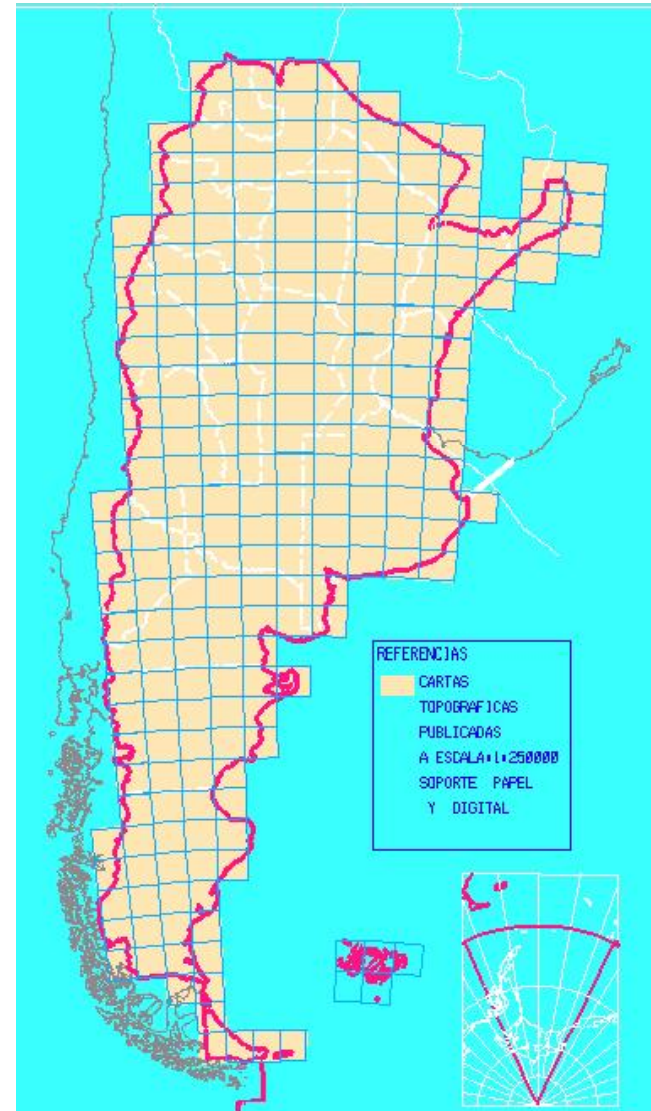 REFERENCIAS
CARTAS
TOPOGRAFICAS
PUBLICADAS
A ESCALA:1:250000
SOPORTE PAPEL
Y DIGITAL